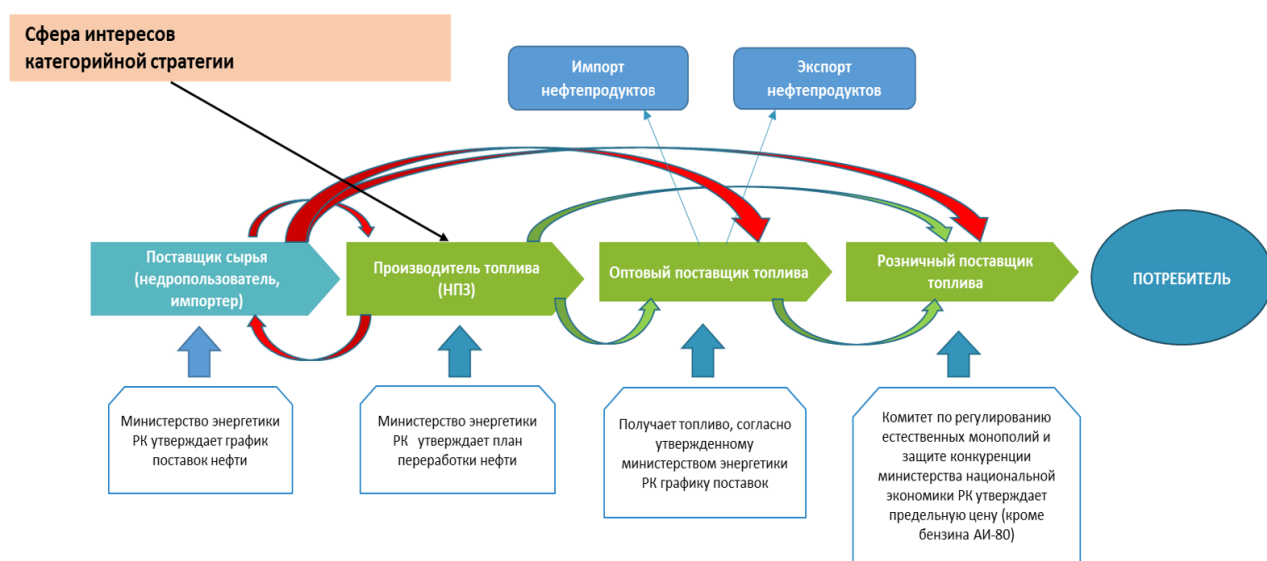 Сфера интересов
категорийной стратегии
Импорт
нефтепродуктов
Экспорт
нефтепродуктов
Поставщик сырья
(недропользователь,
импортер)
Производитель топлива
(НПЗ)
Оптовый поставщик топлива
Розничный поставщик
топлива
ПОТРЕБИТЕЛЬ
Министерство энергетики
РК утверждает график
поставок нефти
Министерство энергетики
РК утверждает план
переработки нефти
Получает топливо, согласно
утвержденному
министерством энергетики
РК графику поставок
Комитет по регулированию
естественных монополий и
защите конкуренции
министерства национальной
экономики РК утверждает
предельную цену (кроме
бензина АИ-80)